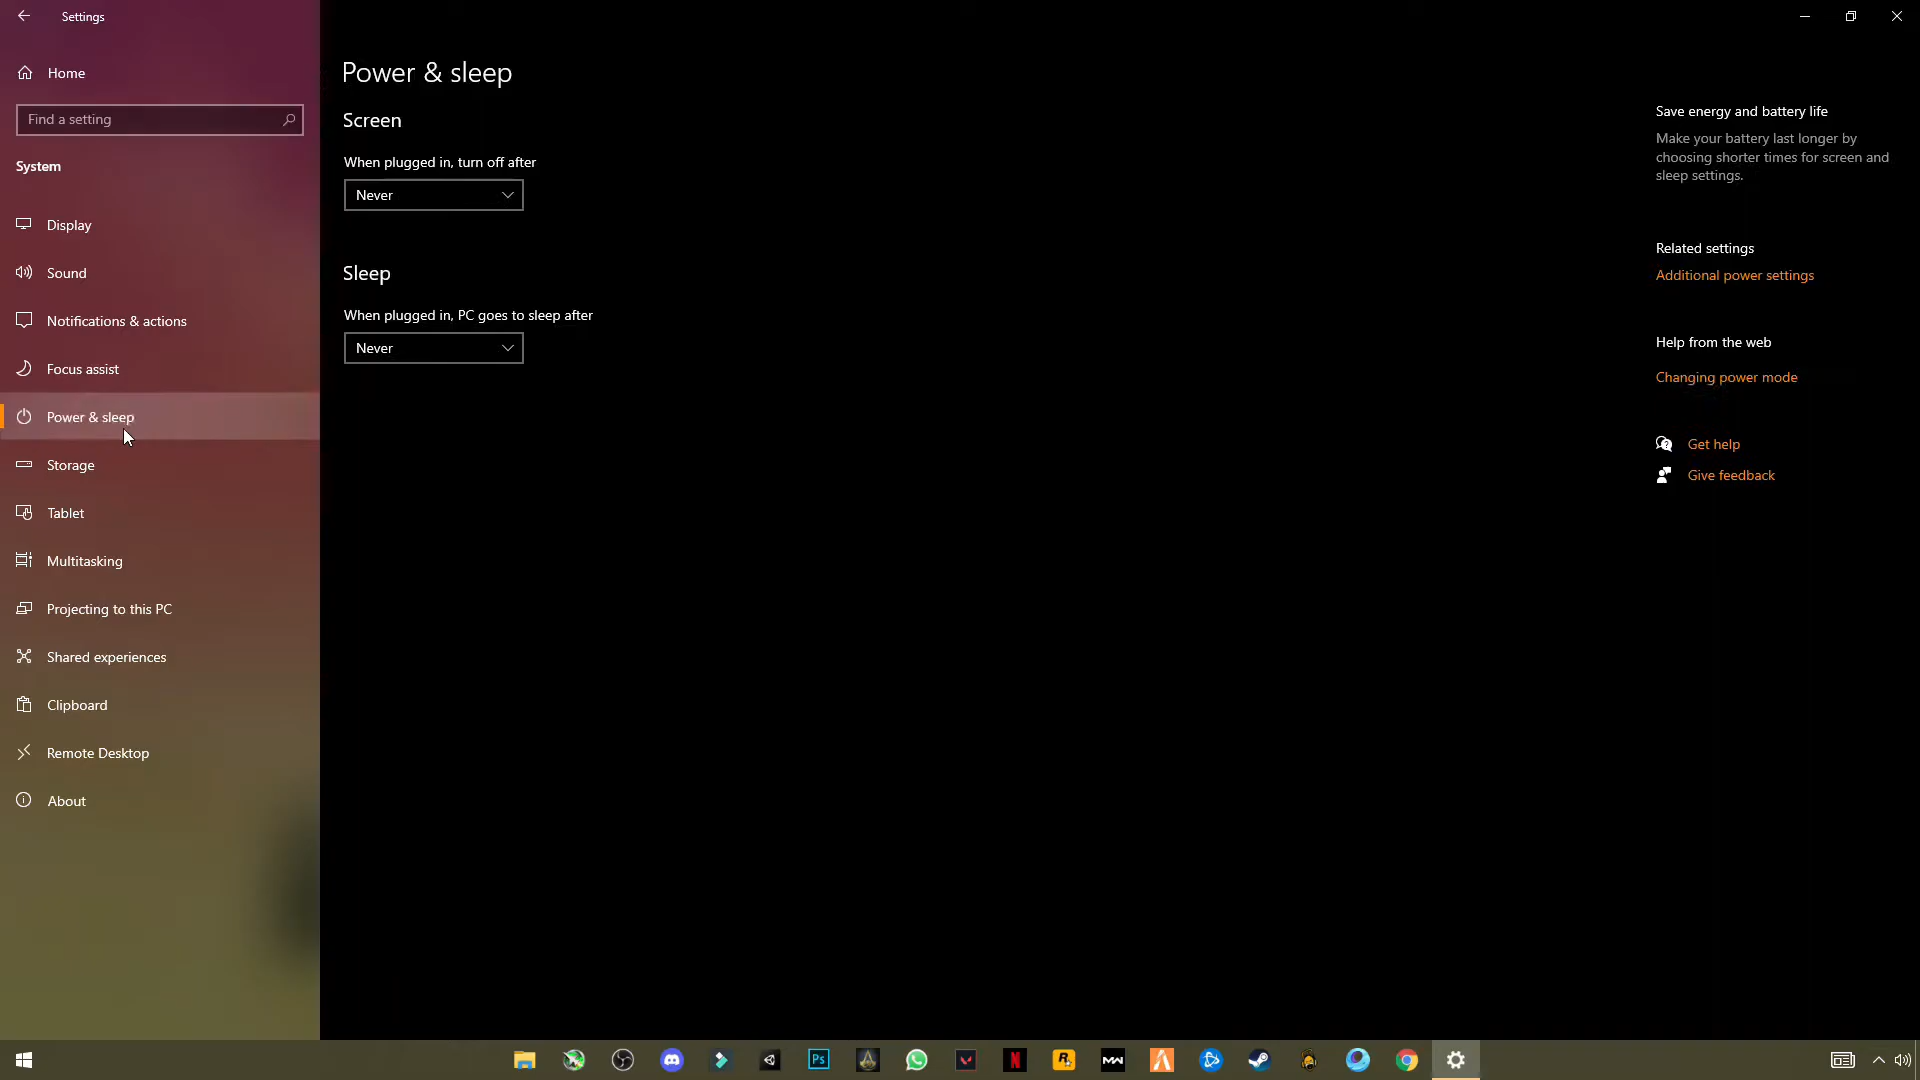 Settings
Home
Find a setting
System
Display
Sound
Notifications & actions
Focus assist
Power & sleep
Storage
Tablet
Multitasking
Projecting to this PC
Shared experiences
Clipboard
Remote Desktop
About
Power & sleep
Screen
When plugged in, turn off after
Never
Sleep
When plugged in, PC goes to sleep after
Never
Save energy and battery life
Make your battery last longer by
choosing shorter times for screen and
sleep settings.
Related settings
Additional power settings
Help from the web
Changing power mode
Get help
Give feedback
Ps
N
R
MW